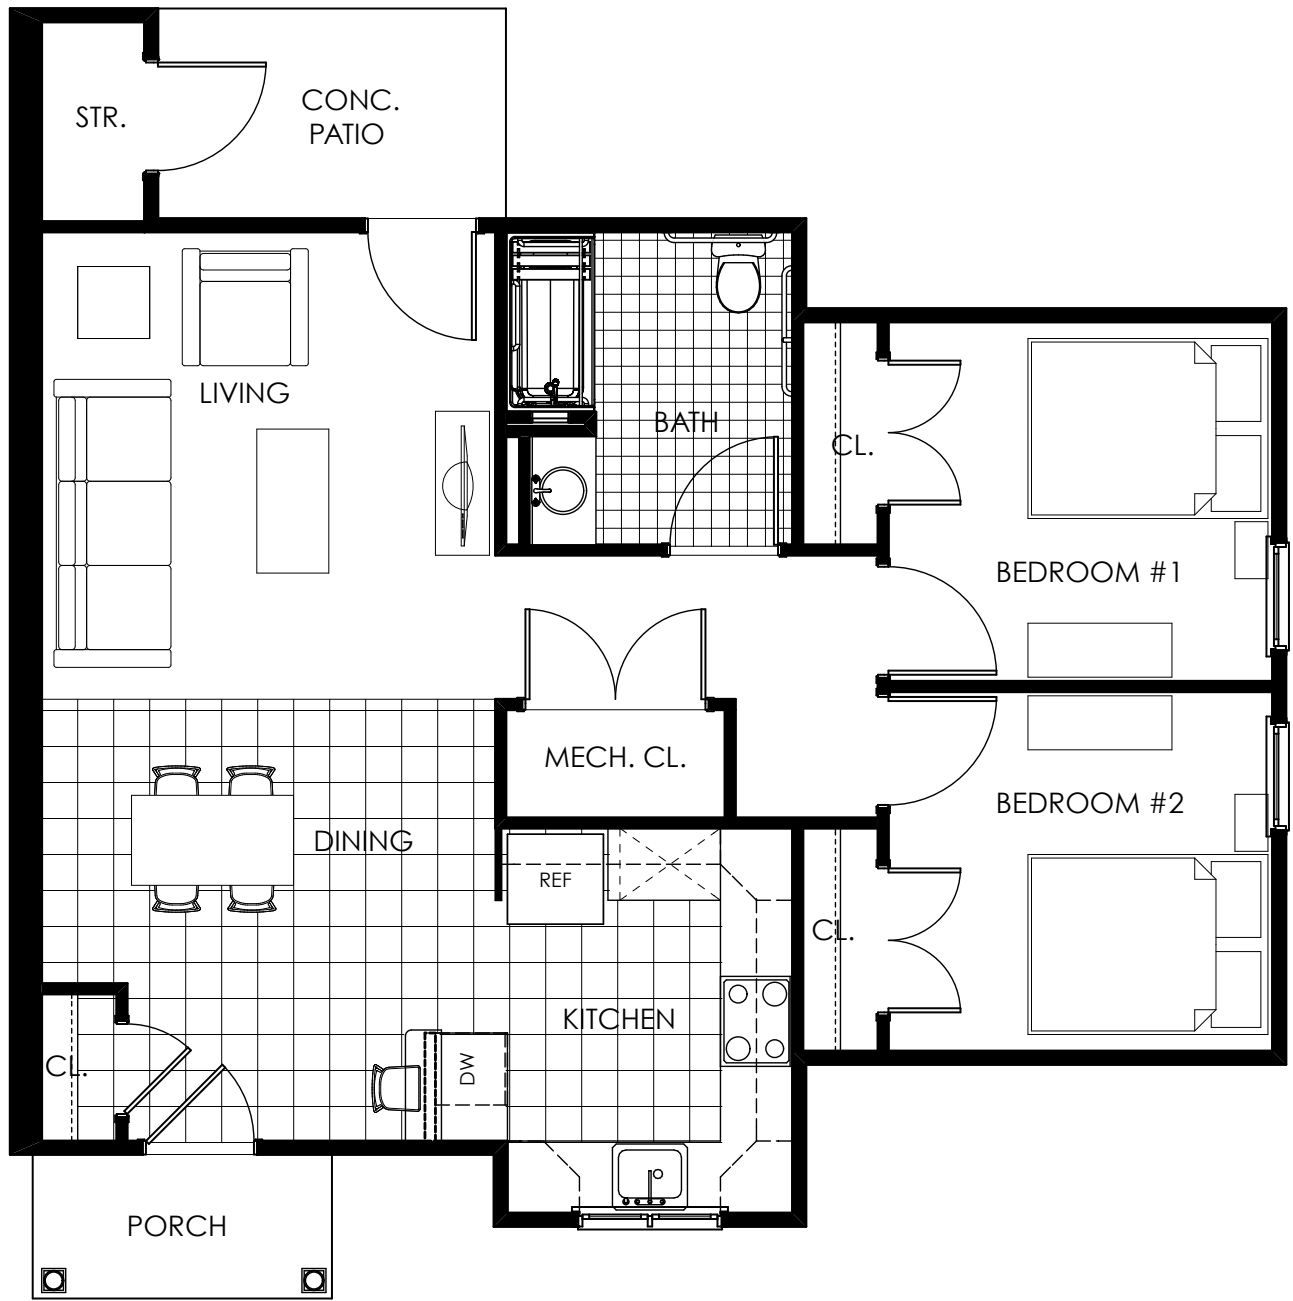 STR.
CONC.
PATIO
LIVING
BATH
CL.
BEDROOM #1
MECH. CL.
BEDROOM #2
DINING
REF
CL.
KITCHEN
CL.
DW
PORCH